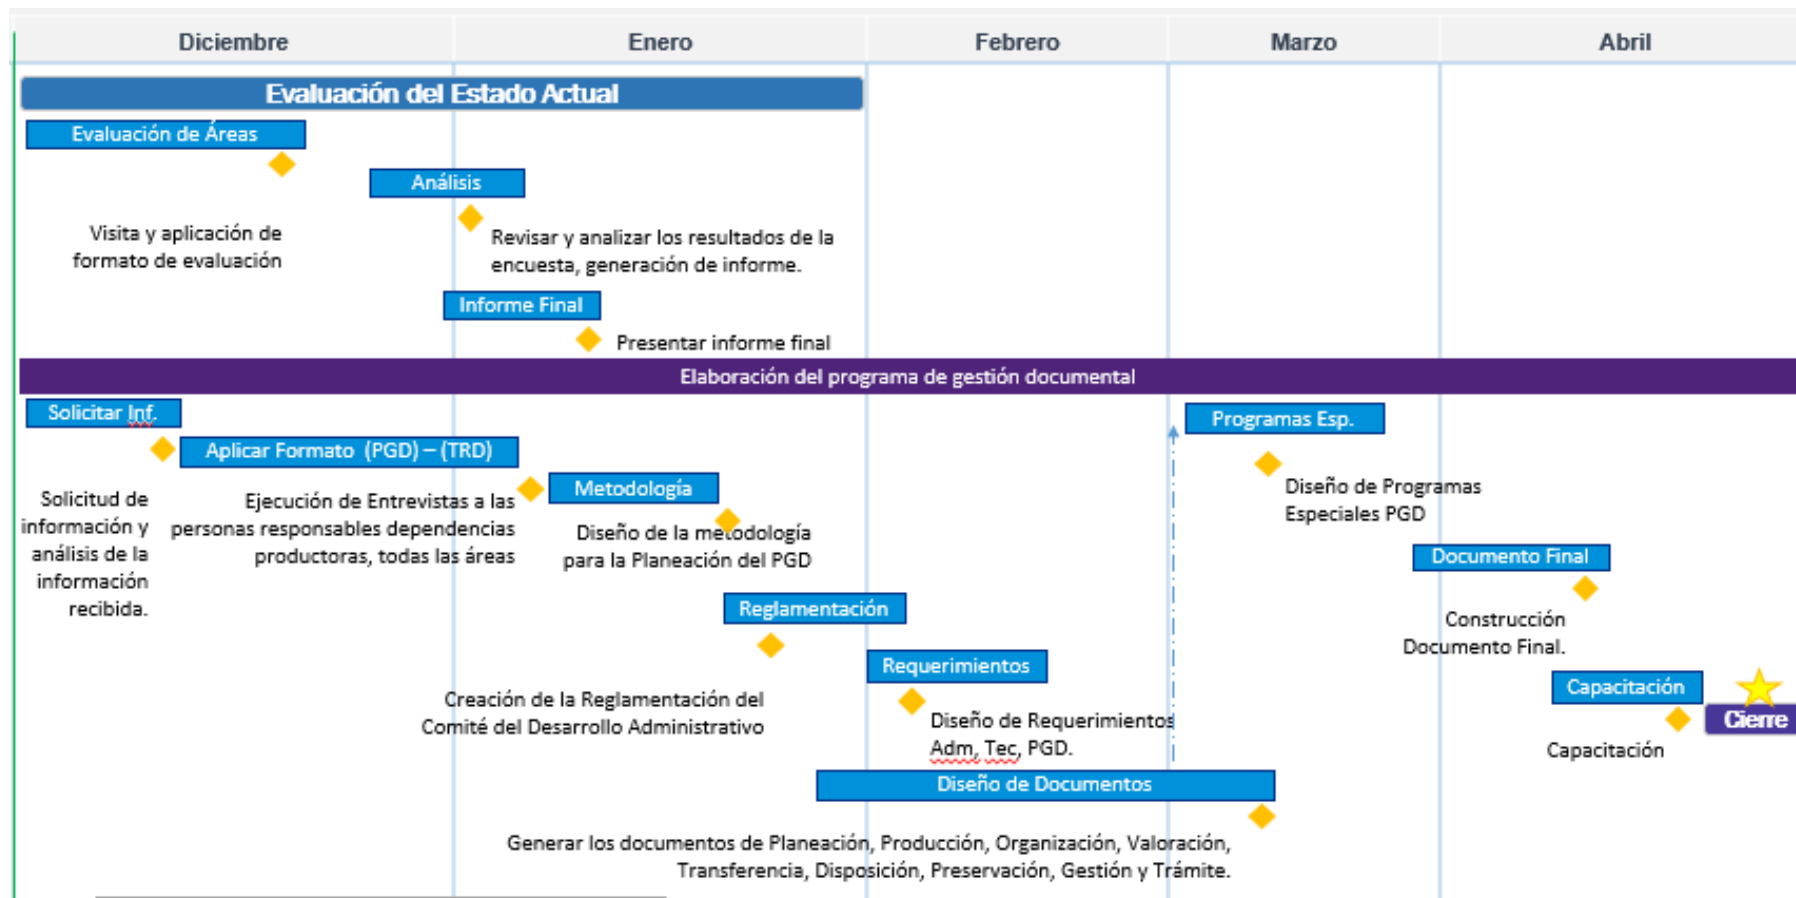 Diciembre
Enero
Febrero
Marzo
Abril
Evaluación del Estado Actual
Evaluación de Áreas
Análisis
Visita y aplicación de
formato de evaluación
Revisar y analizar los resultados de la
encuesta, generación de informe.
Informe Final
Presentar informe final
Elaboración del programa de gestión documental
Solicitar Inf.
Programas Esp.
Aplicar Formato (PGD) – (TRD)
Metodología
Solicitud de
información y
análisis de la
información
recibida.
Ejecución de Entrevistas a las
personas responsables dependencias
productoras, todas las áreas
Diseño de la metodología
para la Planeación del PGD
Diseño de Programas
Especiales PGD
Documento Final
Reglamentación
Construcción
Documento Final.
Requerimientos
Capacitación
Creación de la Reglamentación del
Comité del Desarrollo Administrativo
Diseño de Requerimientos
Adm, Tec, PGD.
Cierre
Capacitación
Diseño de Documentos
Generar los documentos de Planeación, Producción, Organización, Valoración,
Transferencia, Disposición, Preservación, Gestión y Trámite.